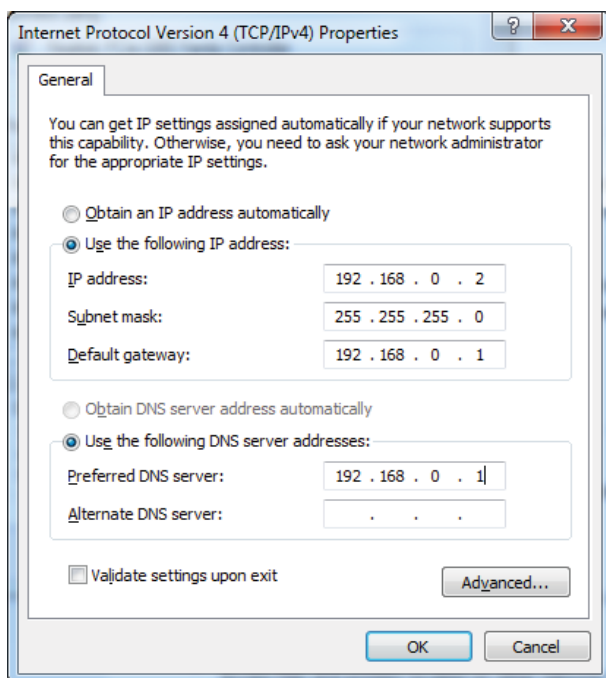 Internet Protocol Version 4 (TCP/IPv4) Properties
?
X
General
You can get IP settings assigned automatically if your network supports
this capability. Otherwise, you need to ask your network administrator
for the appropriate IP settings.
Obtain an IP address automatically
Use the following IP address:
IP address: 192 . 168 . 0 . 2
Subnet mask: 255 . 255 . 255 . 0
Default gateway: 192 . 168 . 0 . 1
Obtain DNS server address automatically
Use the following DNS server addresses:
Preferred DNS server: 192 . 168 . 0 . 1
Alternate DNS server: . . .
Validate settings upon exit
Advanced...
OK Cancel